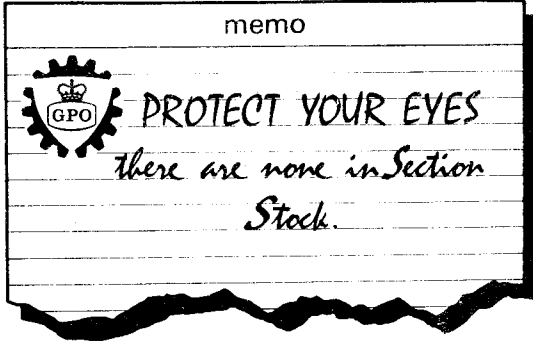 memo
GPO
PROTECT YOUR EYES
there are none in Section
Stock.